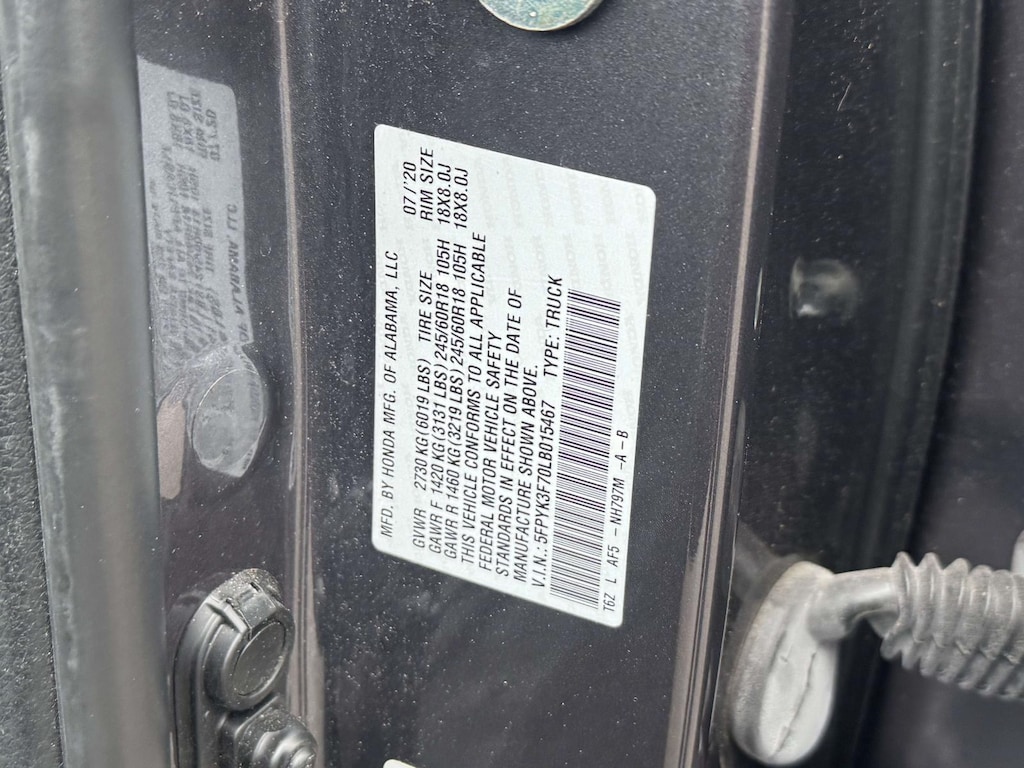 MFD. BY HONDA MFG. OF ALABAMA, LLC 07/'20
GVWR 2730 KG (6019 LBS) TIRE SIZE RIM SIZE
GAWR F 1420 KG (3131 LBS) 245/60R18 105H 18X8.0J
GAWR R 1460 KG (3219 LBS) 245/60R18 105H 18X8.0J
THIS VEHICLE CONFORMS TO ALL APPLICABLE
FEDERAL MOTOR VEHICLE SAFETY
STANDARDS IN EFFECT ON THE DATE OF
MANUFACTURE SHOWN ABOVE.
V.I.N.: 5FPYK3F70LB015467 TYPE: TRUCK
T6Z L AF5 - NH797M -A-B